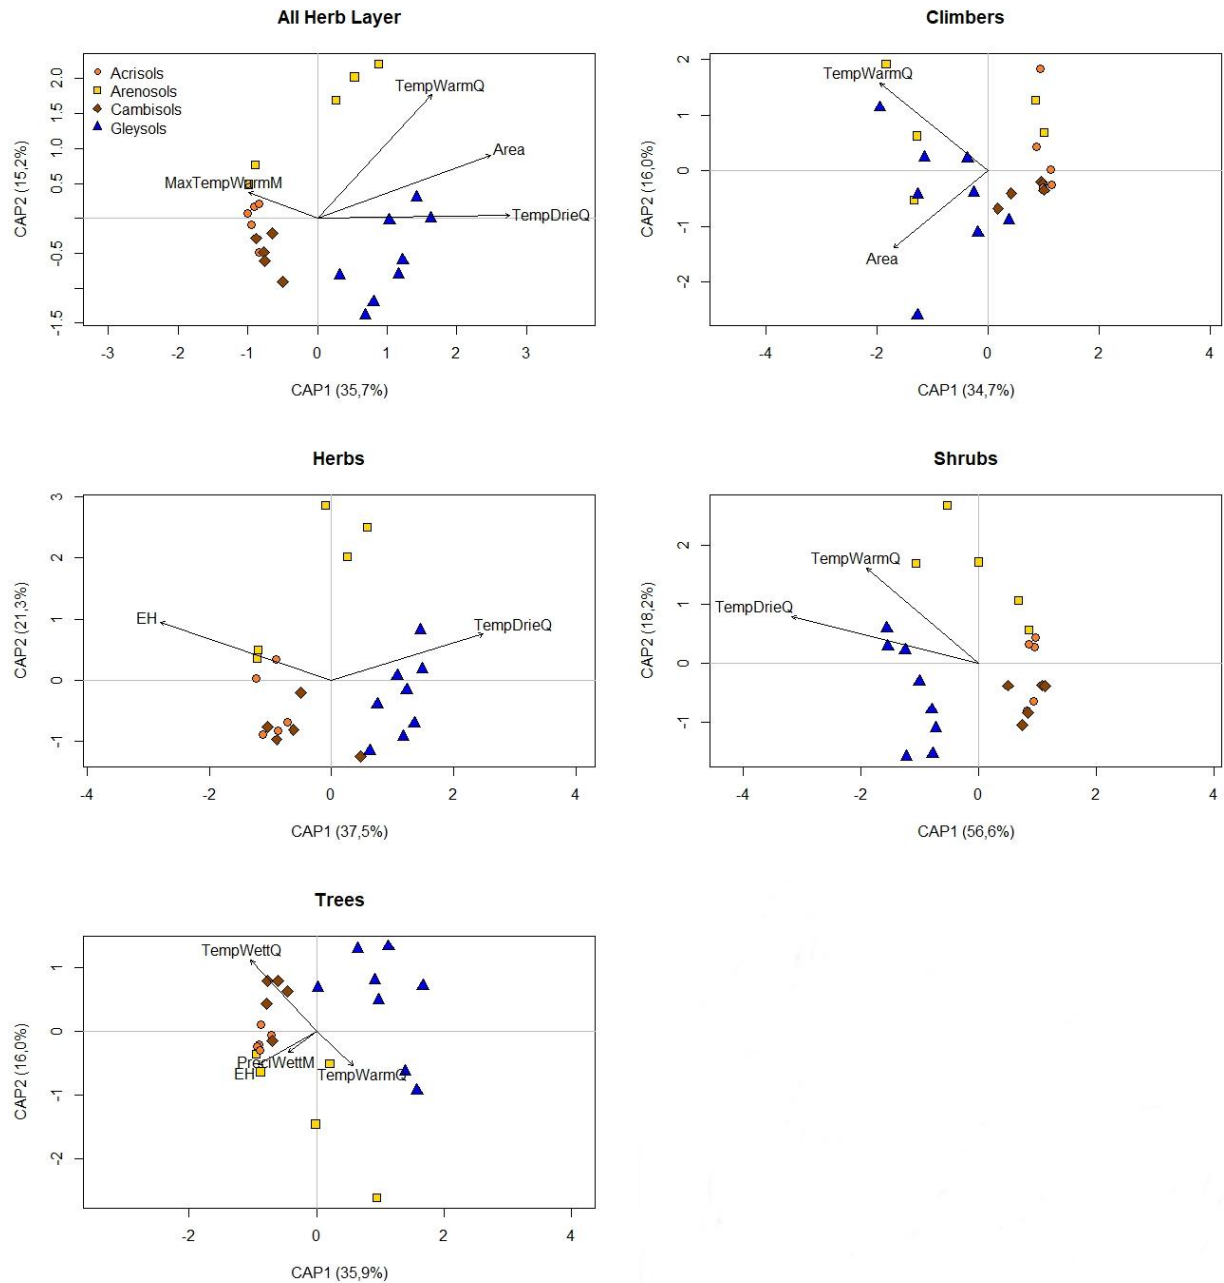 All Herb Layer
Acrisols
Arenosols
Cambisols
Gleysols
TempWarmQ
Area
MaxTempWarmM
TempDrieQ
CAP2 (15,2%)
2.0
1.5
1.0
0.5
-0.5
-1.5
-3
-2
-1
0
1
2
3
CAP1 (35,7%)
Climbers
TempWarmQ
Area
CAP2 (16,0%)
2
1
0
-1
-2
-4
-2
0
2
4
CAP1 (34,7%)
Herbs
EH
TempDrieQ
CAP2 (21,3%)
3
2
1
0
-1
-4
-2
0
2
4
CAP1 (37,5%)
Shrubs
TempWarmQ
TempDrieQ
CAP2 (18,2%)
2
1
0
-1
-4
-2
0
2
4
CAP1 (56,6%)
Trees
TempWettQ
PreciWettM
EH
TempWarmQ
CAP2 (16,0%)
1
0
-1
-2
-2
0
2
4
CAP1 (35,9%)